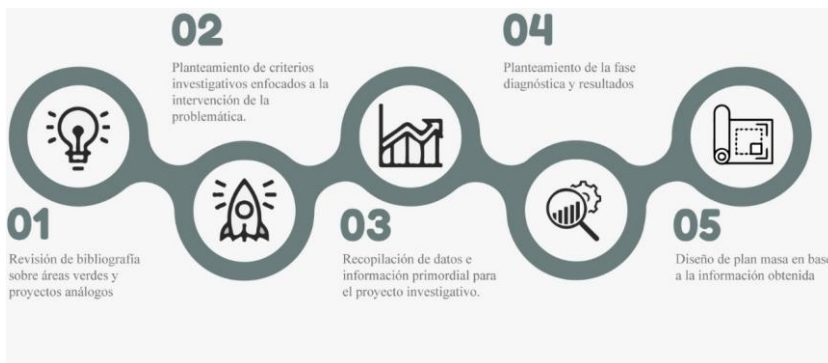 01
Revisión de bibliografía
sobre áreas verdes y
proyectos análogos
02
Planteamiento de criterios
investigativos enfocados a la
intervención de la
problemática.
03
Recopilación de datos e
información primordial para
el proyecto investigativo.
04
Planteamiento de la fase
diagnóstica y resultados
05
Diseño de plan masa en base
a la información obtenida